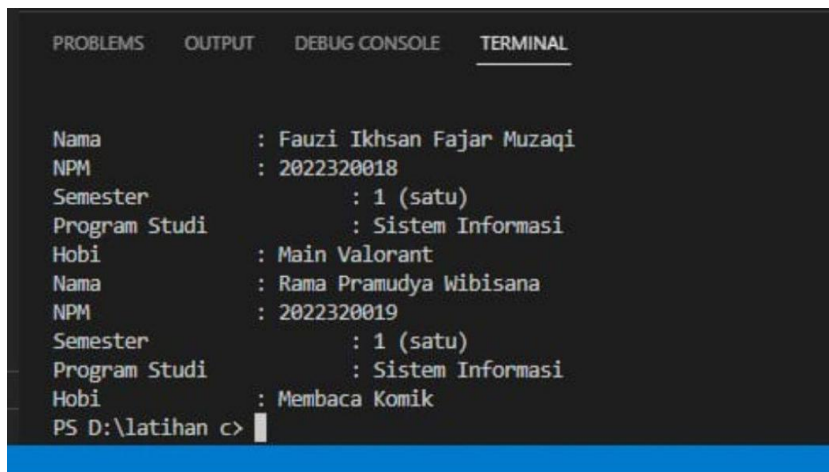 PROBLEMS OUTPUT DEBUG CONSOLE TERMINAL
Nama : Fauzi Ikhsan Fajar Muzaqi
NPM : 2022320018
Semester : 1 (satu)
Program Studi : Sistem Informasi
Hobi : Main Valorant
Nama : Rama Pramudya Wibisana
NPM : 2022320019
Semester : 1 (satu)
Program Studi : Sistem Informasi
Hobi : Membaca Komik
PS D:\latihan c>